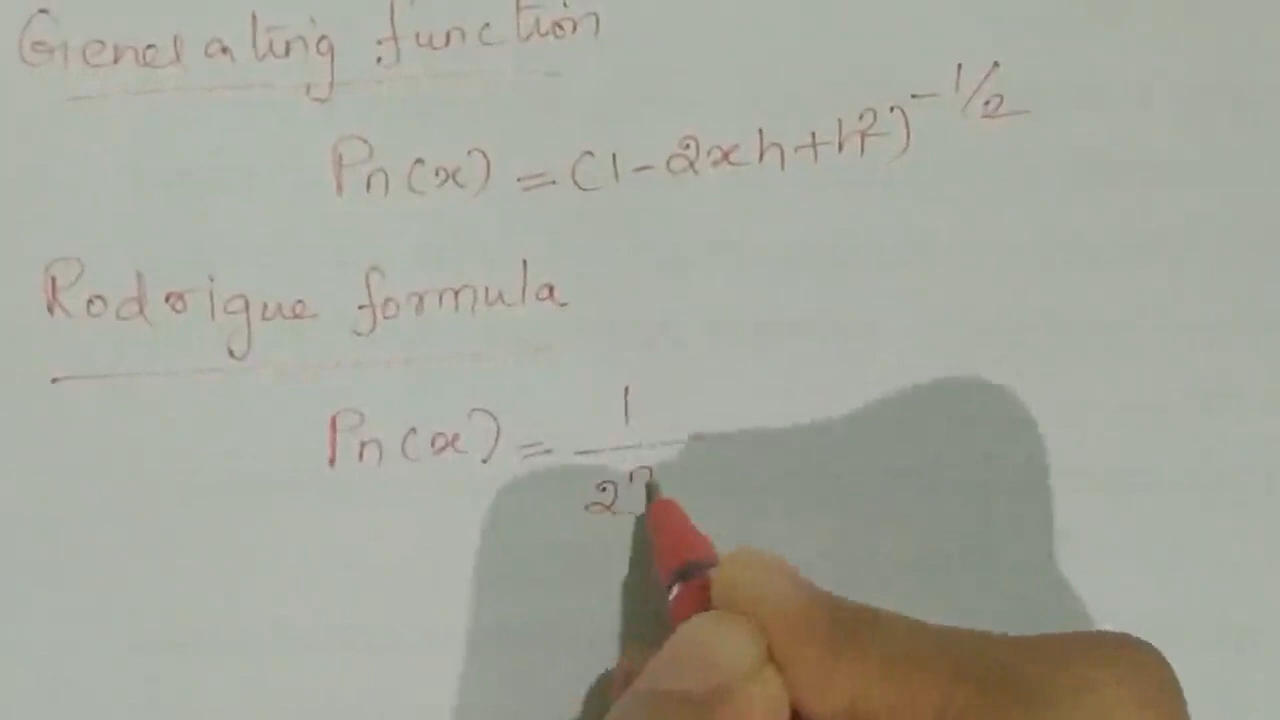 Generating function
Pn(x) = (1-2xh+h²)^-1/2
Rodrigue formula
Pn(x) = 1/2^n